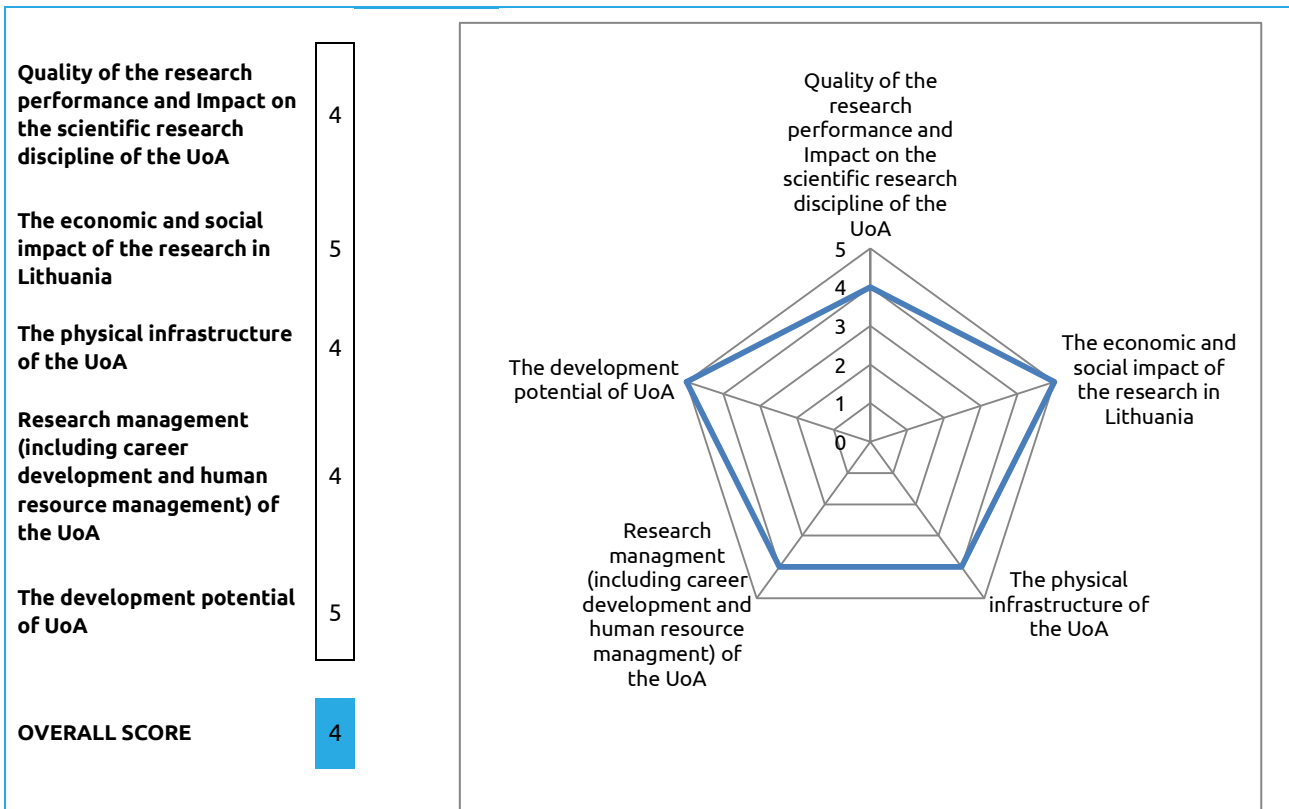 Quality of the research
performance and Impact on
the scientific research
discipline of the UoA
4
The economic and social
impact of the research in
Lithuania
5
The physical infrastructure
of the UoA
4
Research management
(including career
development and human
resource management) of
the UoA
4
The development potential
of UoA
5
OVERALL SCORE
4
Quality of the
research
performance and
Impact on the
scientific research
discipline of the
UoA
5
4
3
2
1
0
The economic and
social impact of
the research in
Lithuania
The physical
infrastructure of
the UoA
Research
managment
(including career
development and
human resource
managment) of
the UoA
The development
potential of UoA